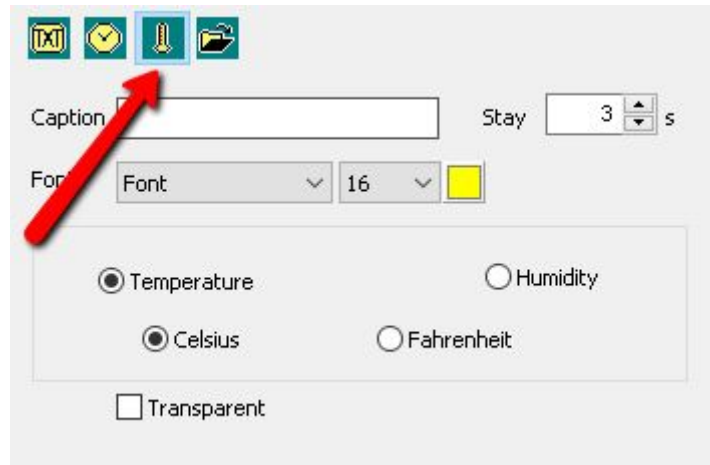 TXT
Caption Stay 3 s
Font 16
Temperature Humidity
Celsius Fahrenheit
Transparent